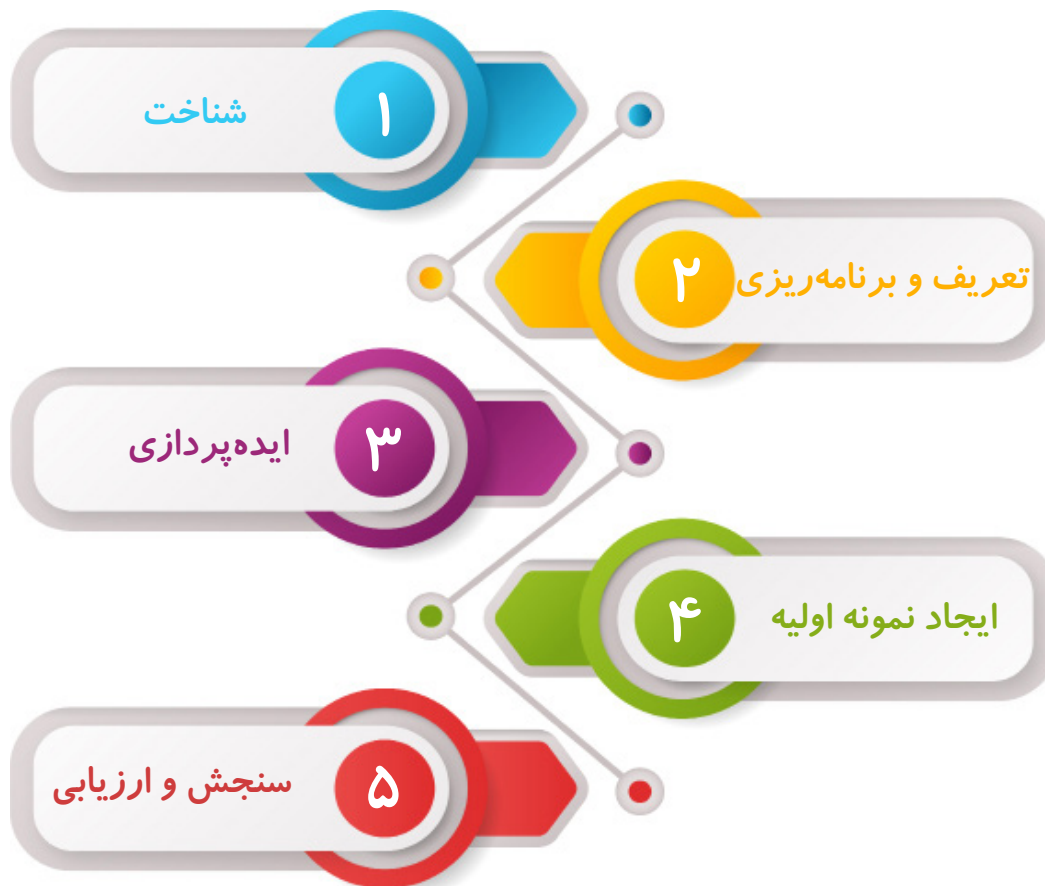 ۱
شناخت
۲
تعریف و برنامه‌ریزی
۳
ایده‌پردازی
۴
ایجاد نمونه اولیه
۵
سنجش و ارزیابی